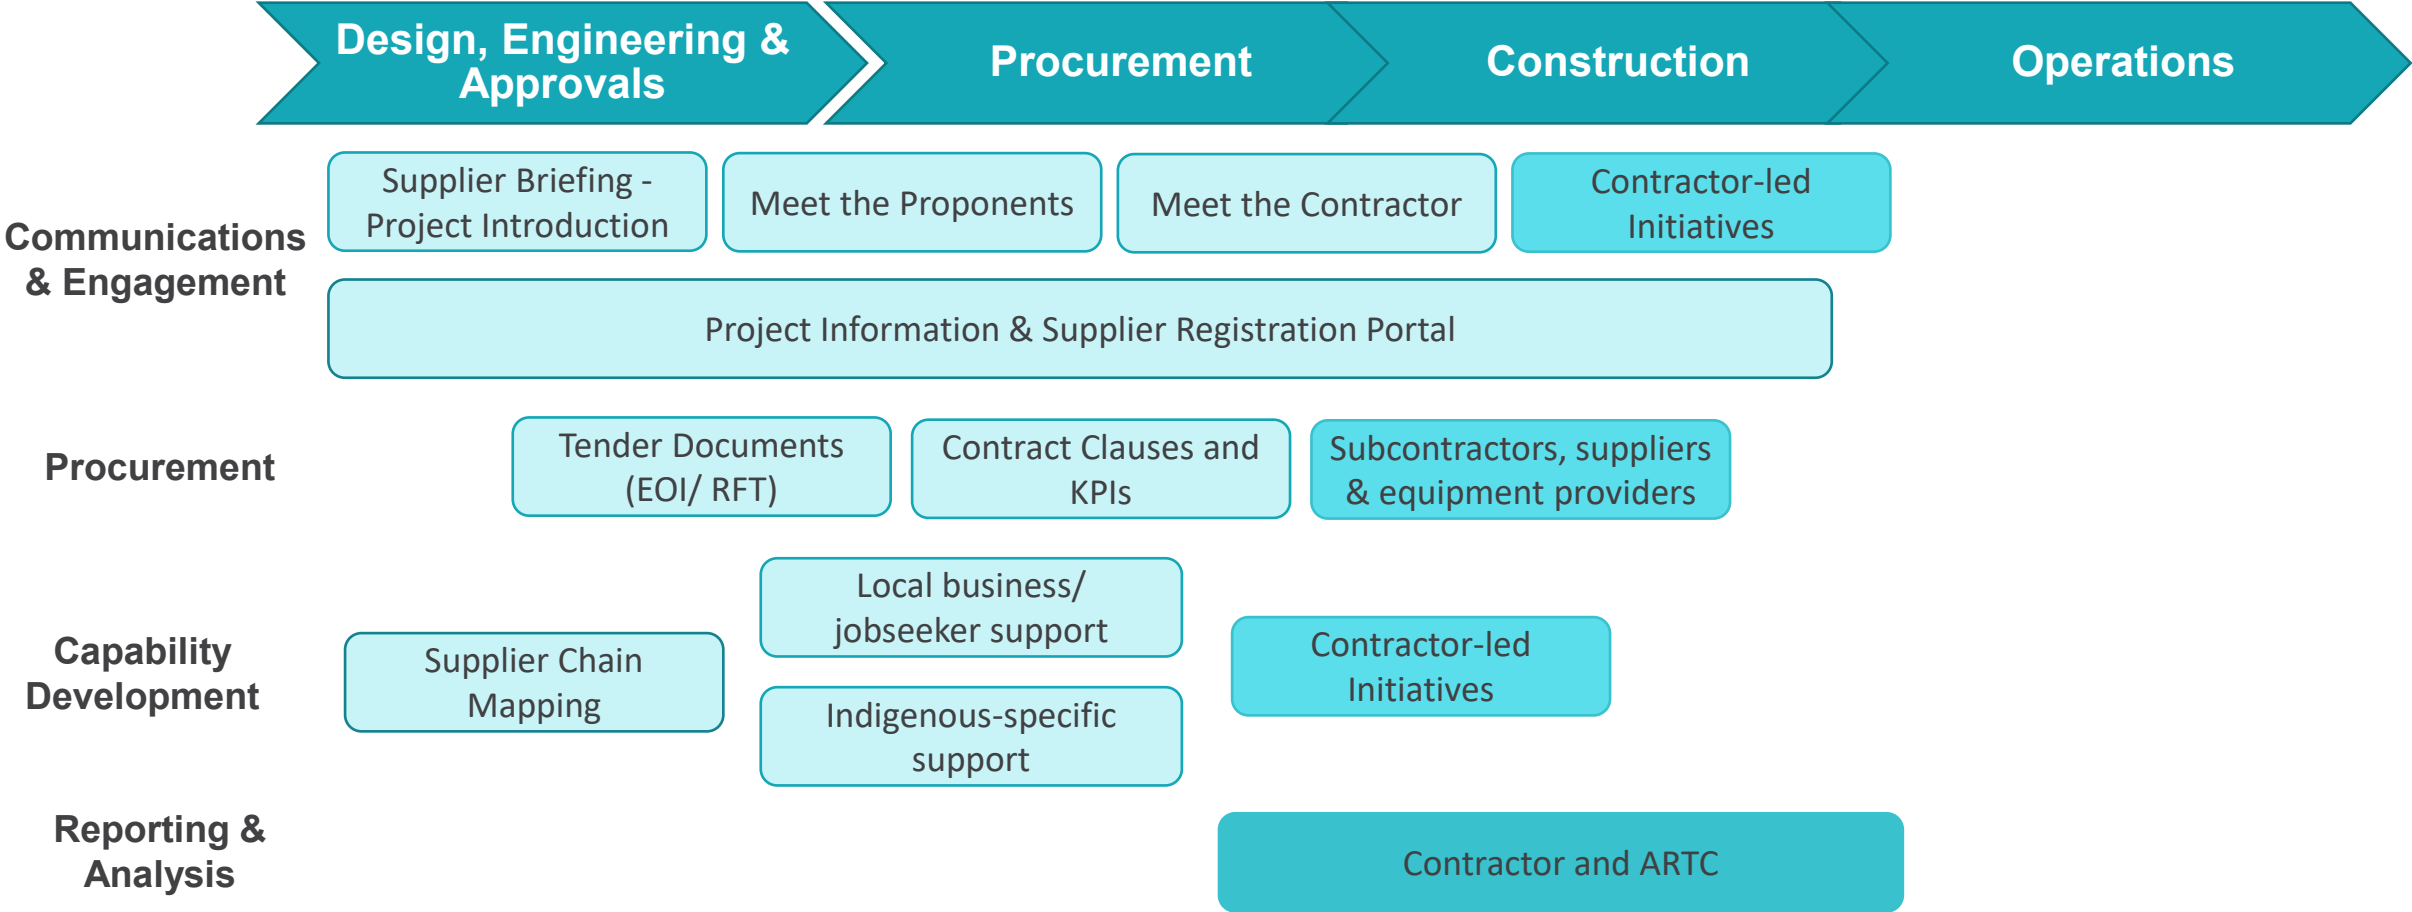 Design, Engineering &
Approvals
Procurement
Construction
Operations
Communications
& Engagement
Supplier Briefing -
Project Introduction
Meet the Proponents
Meet the Contractor
Contractor-led
Initiatives
Project Information & Supplier Registration Portal
Procurement
Tender Documents
(EOI/ RFT)
Contract Clauses and
KPIs
Subcontractors, suppliers
& equipment providers
Capability
Development
Supplier Chain
Mapping
Local business/
jobseeker support
Indigenous-specific
support
Contractor-led
Initiatives
Reporting &
Analysis
Contractor and ARTC